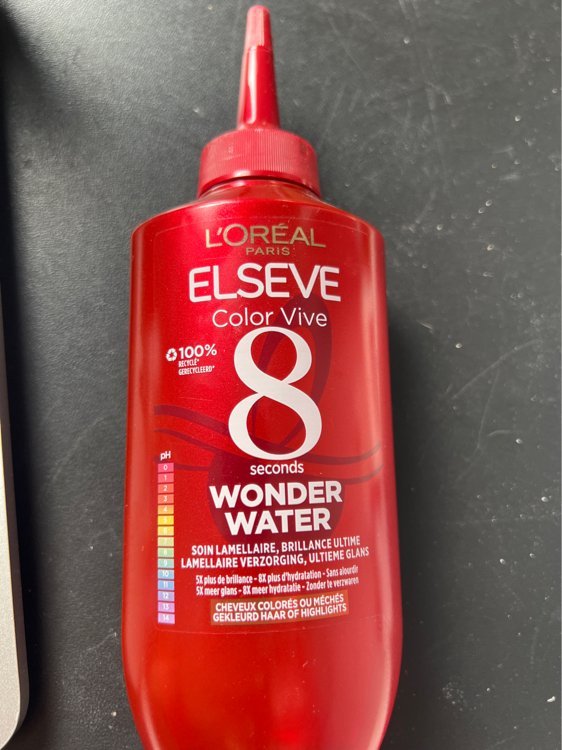 L'ORÉAL
PARIS
ELSEVE
Color Vive
100%
RECYCLÉ*
GERECYCLEERD*
8
seconds
WONDER
WATER
pH
0
1
2
3
4
5
6
7
8
9
10
11
12
13
14
SOIN LAMELLAIRE, BRILLANCE ULTIME
LAMELLAIRE VERZORGING, ULTIEME GLANS
5X plus de brillance - 8X plus d'hydratation - Sans alourdir
5X meer glans - 8X meer hydratatie - Zonder te verzwaren
CHEVEUX COLORÉS OU MÉCHÉS
GEKLEURD HAAR OF HIGHLIGHTS